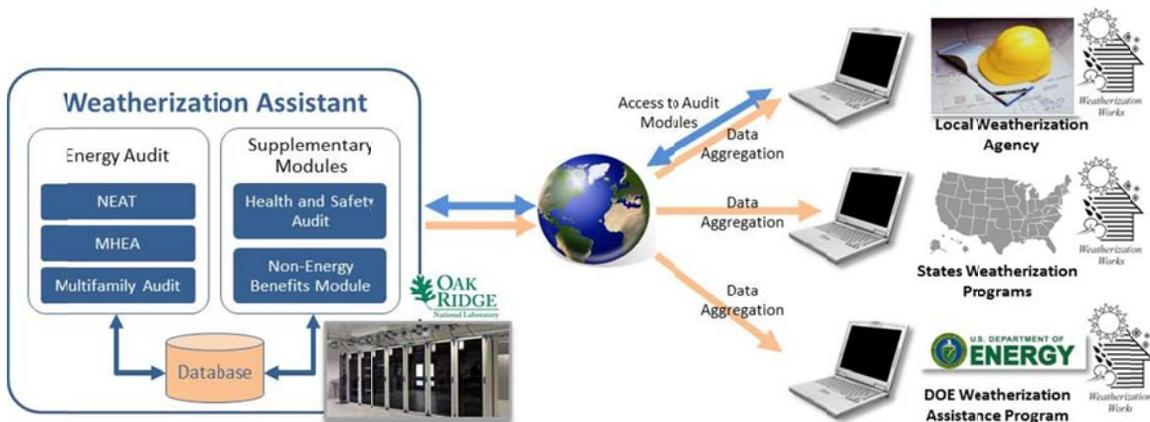 Weatherization Assistant
Energy Audit
NEAT
MHEA
Multifamily Audit
Supplementary
Modules
Health and Safety
Audit
Non-Energy
Benefits Module
Database
OAK
RIDGE
National Laboratory
Access to Audit
Modules
Data
Aggregation
Data
Aggregation
Data
Aggregation
Weatherization
Works
Local Weatherization
Agency
Weatherization
Works
States Weatherization
Programs
U.S. DEPARTMENT OF
ENERGY
Weatherization
Works
DOE Weatherization
Assistance Program